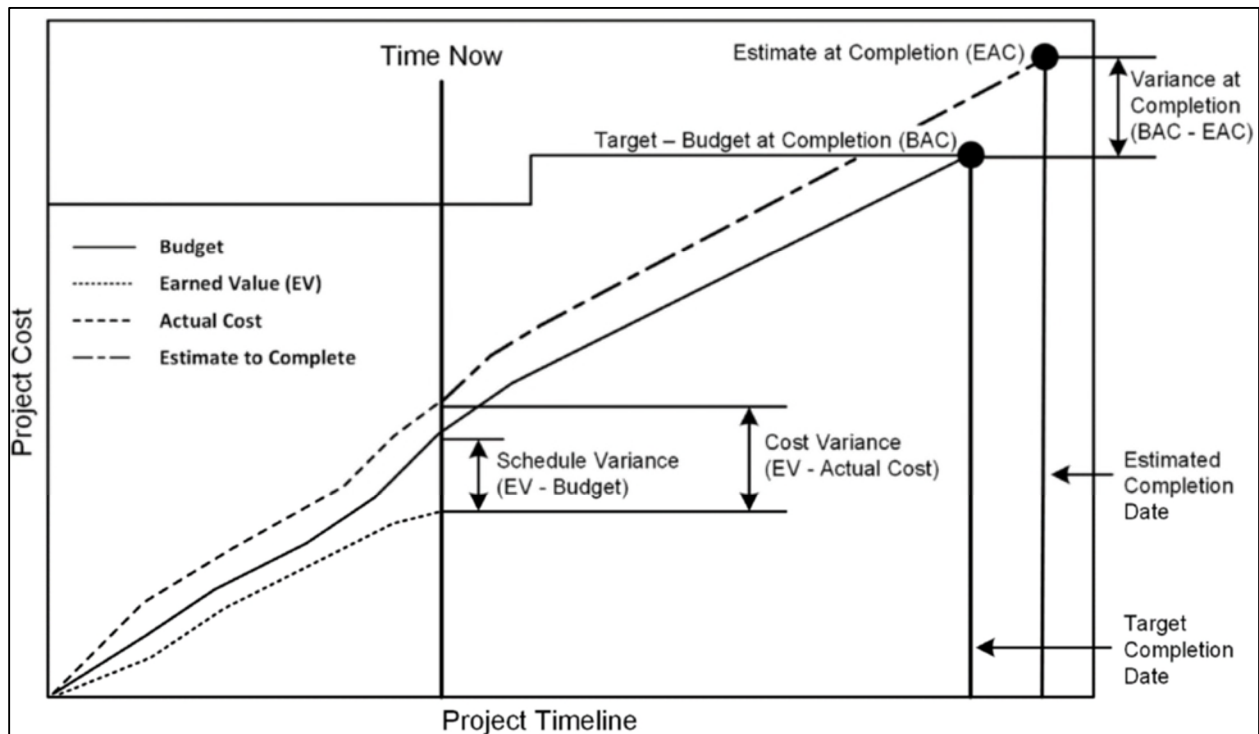 Time Now
Estimate at Completion (EAC)
Variance at
Completion
(BAC - EAC)
Target – Budget at Completion (BAC)
Budget
Earned Value (EV)
Actual Cost
Estimate to Complete
Project Cost
Schedule Variance
(EV - Budget)
Cost Variance
(EV - Actual Cost)
Estimated
Completion
Date
Target
Completion
Date
Project Timeline